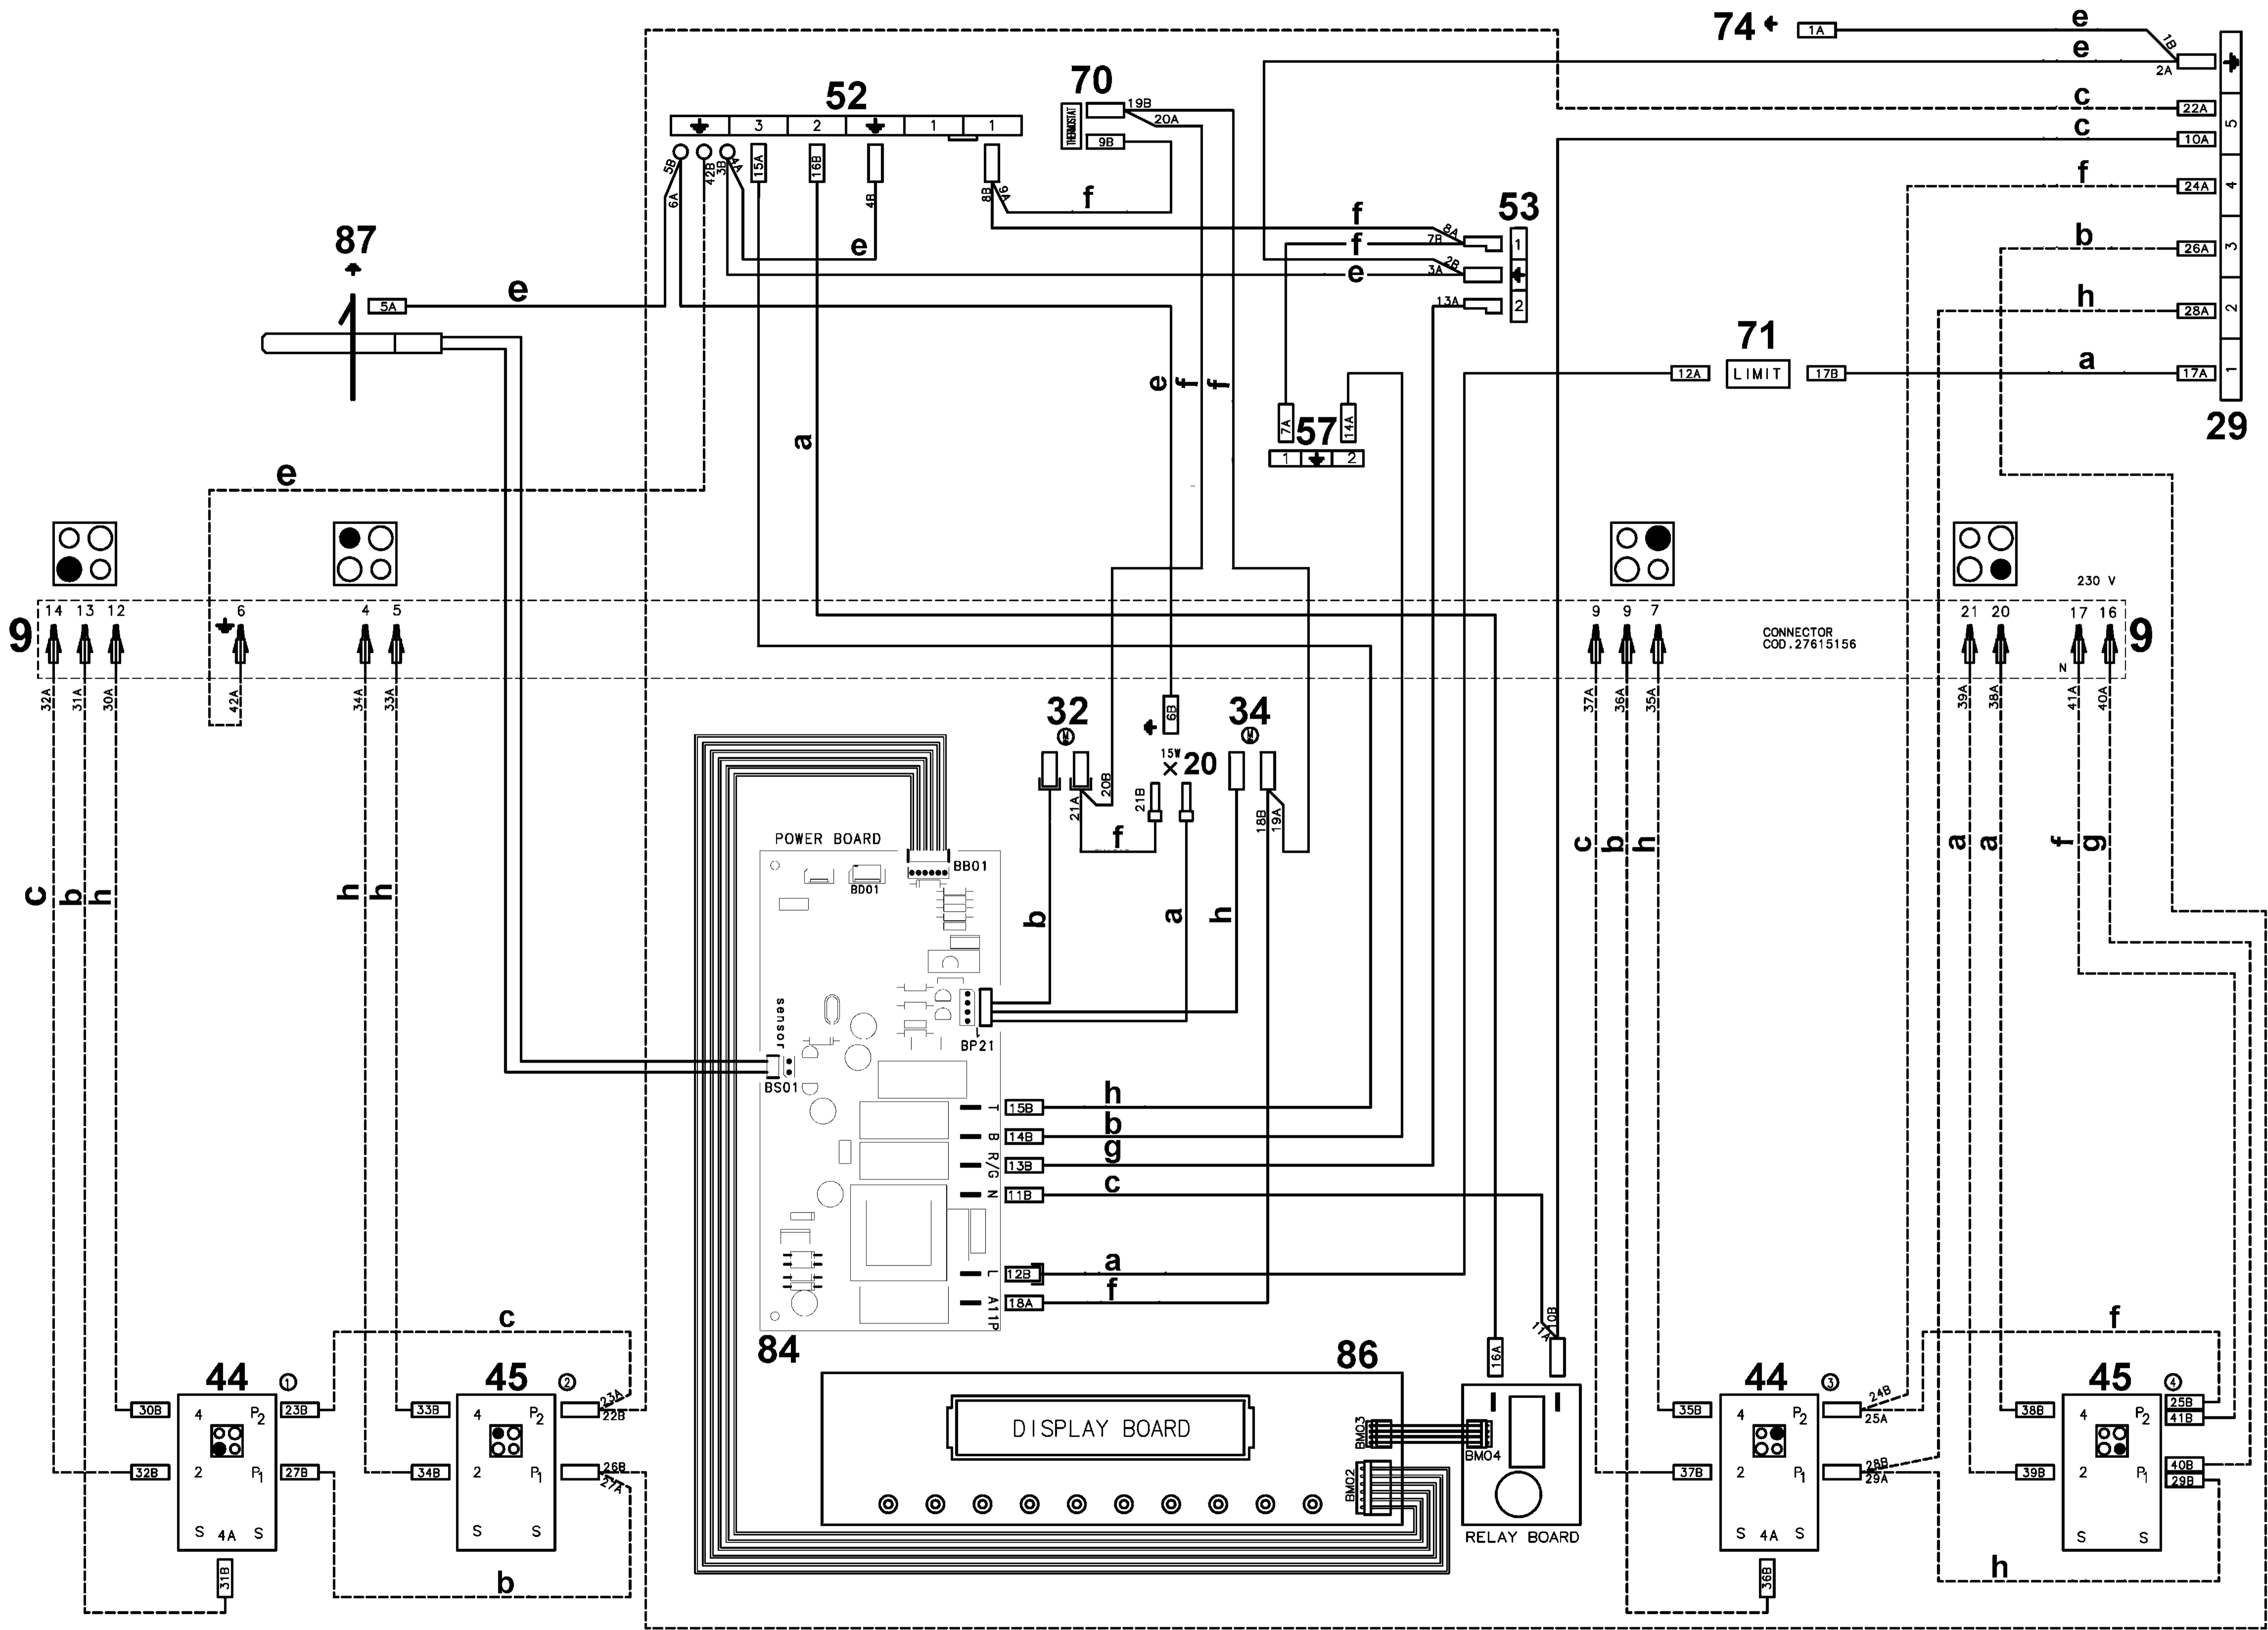 74
1A
e
1B
e
2A
c
22A
5
c
10A
f
24A
4
b
26A
3
h
28A
2
a
17A
1
29
70
THERMOSTAT
19B
20A
9B
f
52
3
2
1
1
5B
6A
42B
3B
4A
15A
16B
4B
8B
9A
e
53
f
8A
f
7B
1
2B
e
3A
13A
2
87
5A
e
71
12A
LIMIT
17B
e
f
f
a
7A
57
14A
1
2
e
230 V
9
14
13
12
6
4
5
9
9
7
21
20
17
16
CONNECTOR
COD.27615156
N
9
32A
31A
30A
42A
34A
33A
37A
36A
35A
39A
38A
41A
40A
32
M
6B
34
M
15W
20
21A
20B
21B
18B
19A
f
POWER BOARD
BB01
BD01
c
b
h
h
h
b
a
h
c
b
h
a
a
f
g
sensor
1
BP21
BS01
T
15B
h
B
14B
b
R/G
13B
g
N
11B
c
L
12B
a
A11P
18A
f
84
11A
10B
16A
86
DISPLAY BOARD
BM03
BM04
BM02
RELAY BOARD
c
44
1
45
2
30B
4
P2
23B
33B
4
P2
23A
22B
32B
2
P1
27B
34B
2
P1
26B
27A
S
4A
S
S
S
31B
b
f
44
3
45
4
35B
4
P2
24B
25A
38B
4
P2
25B
41B
37B
2
P1
28B
29A
39B
2
P1
40B
29B
S
4A
S
S
S
36B
h